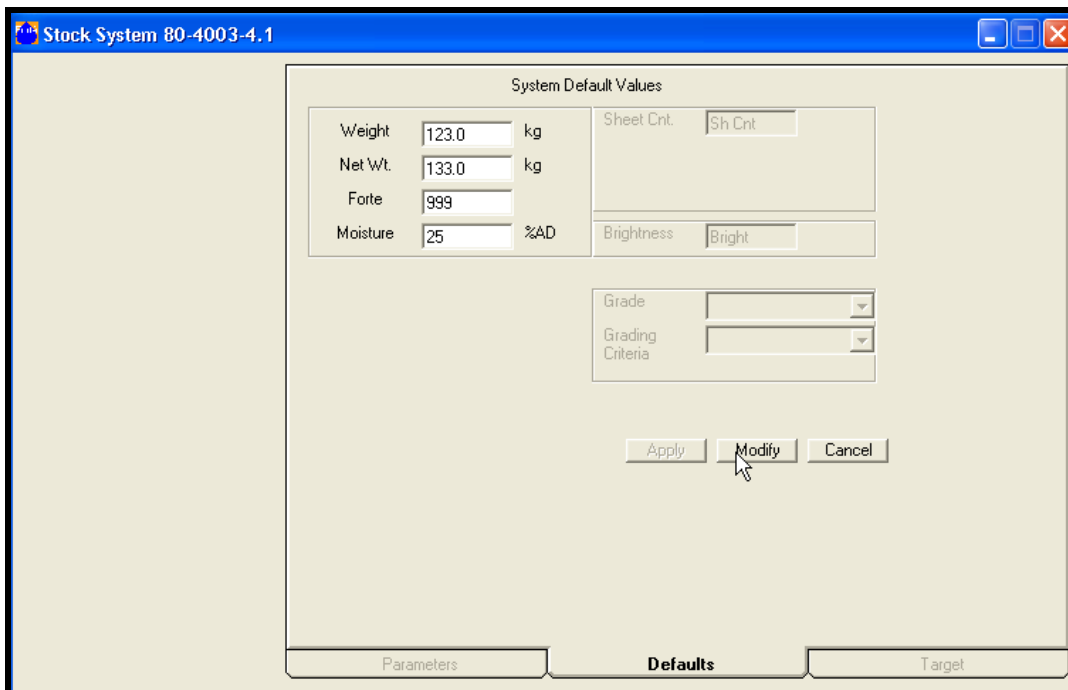 Stock System 80-4003-4.1
System Default Values
Weight 123.0 kg
Net Wt. 133.0 kg
Forte 999
Moisture 25 %AD
Sheet Cnt. Sh Cnt
Brightness Bright
Grade
Grading
Criteria
Apply Modify Cancel
Parameters Defaults Target